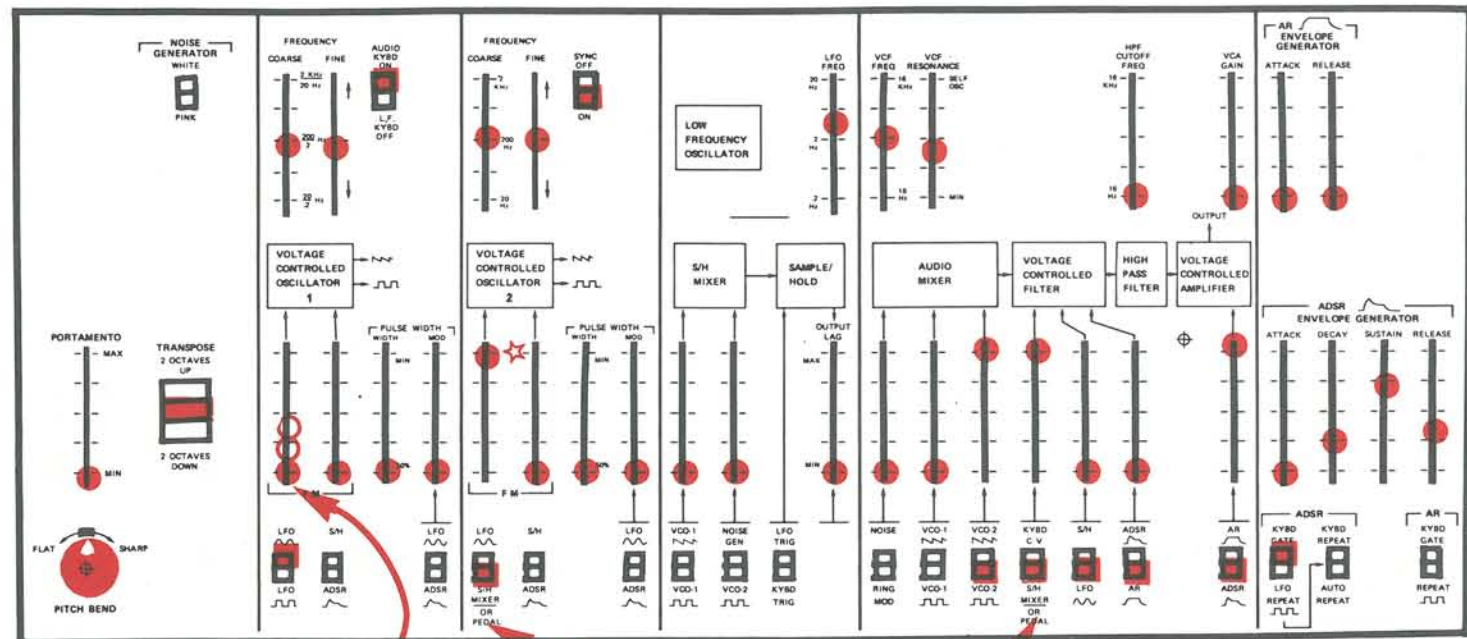 NOISE
GENERATOR
WHITE
PINK
PORTAMENTO
MAX
MIN
TRANSPOSE
2 OCTAVES
UP
2 OCTAVES
DOWN
FLAT
SHARP
PITCH BEND
FREQUENCY
COARSE
FINE
AUDIO
KYBD
ON
2 KHz
20 Hz
200 Hz
2
20 Hz
.2
L.F.
KYBD
OFF
VOLTAGE
CONTROLLED
OSCILLATOR
1
PULSE WIDTH
WIDTH
MOD
MIN
50%
FM
LFO
S/H
LFO
LFO
ADSR
ADSR
FREQUENCY
COARSE
FINE
SYNC
OFF
2
KHz
200
Hz
20
Hz
ON
VOLTAGE
CONTROLLED
OSCILLATOR
2
PULSE WIDTH
WIDTH
MOD
MIN
50%
FM
LFO
S/H
LFO
S/H
MIXER
OR
PEDAL
ADSR
ADSR
LFO
FREQ
20
Hz
2
Hz
.2
Hz
LOW
FREQUENCY
OSCILLATOR
S/H
MIXER
SAMPLE/
HOLD
OUTPUT
LAG
MAX
MIN
VCO-1
NOISE
GEN
LFO
TRIG
VCO-1
VCO-2
KYBD
TRIG
VCF
FREQ
VCF
RESONANCE
16
KHz
SELF
OSC
16
Hz
MIN
HPF
CUTOFF
FREQ
16
KHz
16
Hz
VCA
GAIN
OUTPUT
AUDIO
MIXER
VOLTAGE
CONTROLLED
FILTER
HIGH
PASS
FILTER
VOLTAGE
CONTROLLED
AMPLIFIER
NOISE
VCO-1
VCO-2
KYBD
CV
S/H
ADSR
AR
RING
MOD
VCO-1
VCO-2
S/H
MIXER
OR
PEDAL
LFO
AR
ADSR
AR
ENVELOPE
GENERATOR
ATTACK
RELEASE
ADSR
ENVELOPE GENERATOR
ATTACK
DECAY
SUSTAIN
RELEASE
ADSR
KYBD
GATE
KYBD
REPEAT
LFO
REPEAT
AUTO
REPEAT
AR
KYBD
GATE
REPEAT